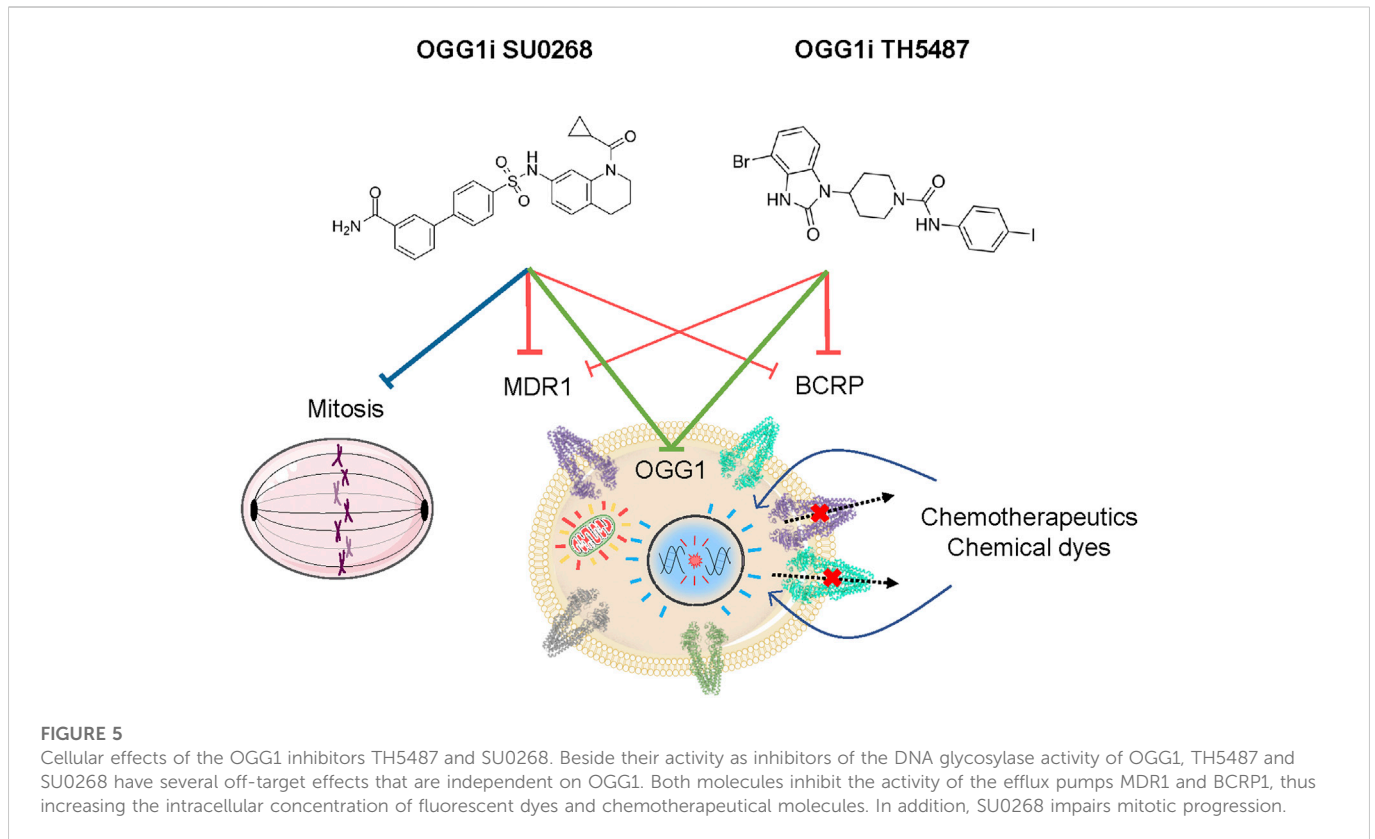 OGG1i SU0268
OGG1i TH5487
O
N
O
H
N
S
O
O
O
H₂N
Br
N
HN
O
N
O
N
H
I
MDR1
BCRP
Mitosis
OGG1
Chemotherapeutics
Chemical dyes
FIGURE 5
Cellular effects of the OGG1 inhibitors TH5487 and SU0268. Beside their activity as inhibitors of the DNA glycosylase activity of OGG1, TH5487 and
SU0268 have several off-target effects that are independent on OGG1. Both molecules inhibit the activity of the efflux pumps MDR1 and BCRP1, thus
increasing the intracellular concentration of fluorescent dyes and chemotherapeutical molecules. In addition, SU0268 impairs mitotic progression.